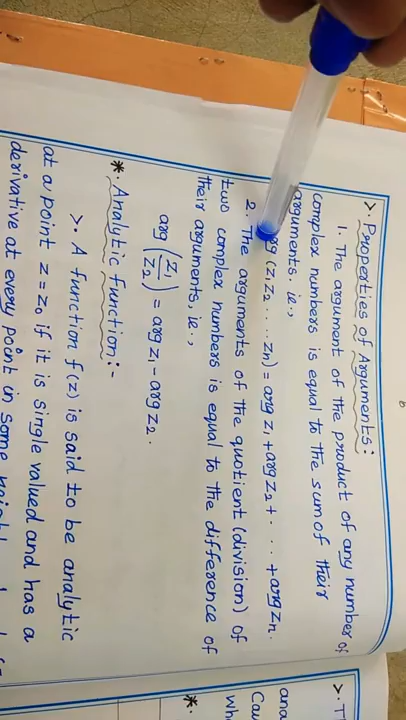 >. Properties of Arguments:
1. The argument of the product of any number of
complex numbers is equal to the sum of their
arguments. ie.,
arg (z1 z2 .... zn) = arg z1 + arg z2 + ... + arg zn.
2. The arguments of the quotient (division) of
two complex numbers is equal to the difference of
their arguments, ie.,
arg (z1/z2) = arg z1 - arg z2.
*. Analytic function:-
>. A function f(z) is said to be analytic
at a point z = z0 if it is single valued and has a
derivative at every point in some
>. T
ana